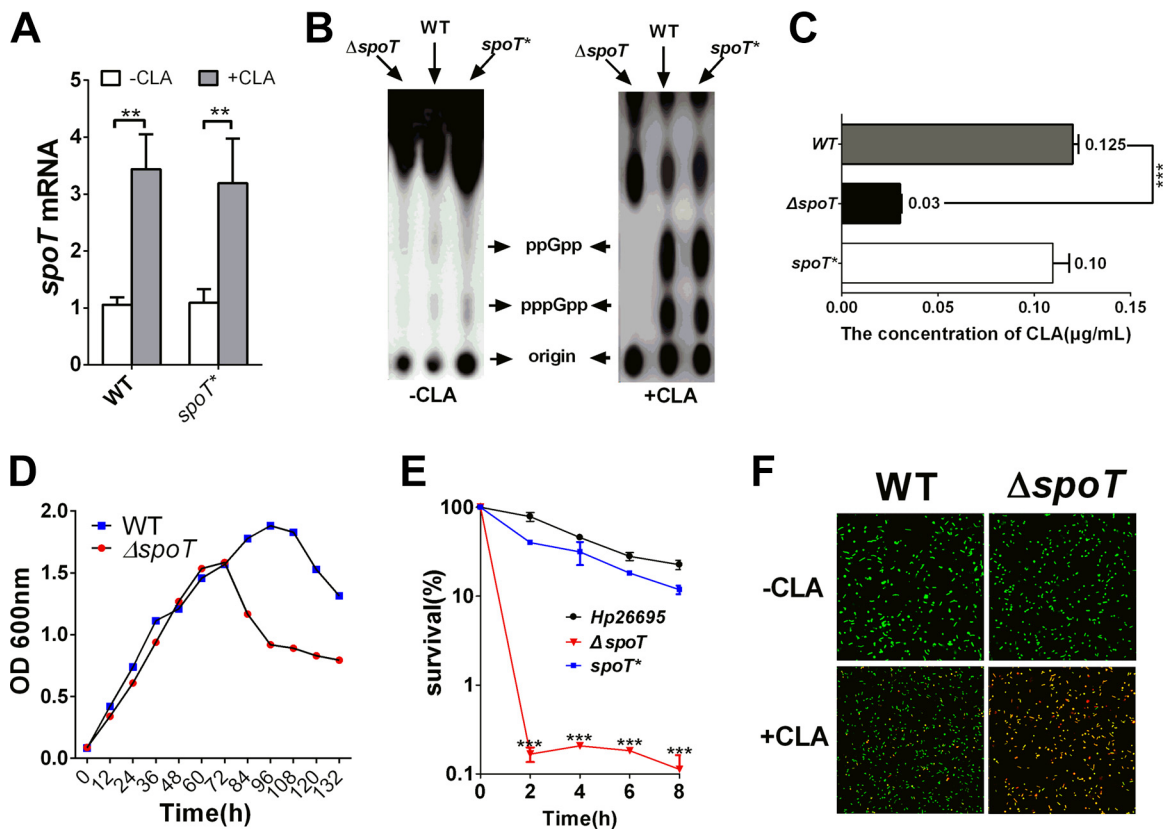 A
-CLA
+CLA
**
**
5
4
3
2
1
0
spoT mRNA
WT
spoT*
B
ΔspoT
WT
spoT*
ΔspoT
WT
spoT*
ppGpp
pppGpp
origin
-CLA
+CLA
C
WT
ΔspoT
spoT*
0.125
0.03
0.10
***
0.00
0.05
0.10
0.15
The concentration of CLA(µg/mL)
D
2.0
1.5
1.0
0.5
0.0
OD 600nm
WT
ΔspoT
0 12 24 36 48 60 72 84 96 108 120 132
Time(h)
E
100
10
1
0.1
survival(%)
Hp26695
ΔspoT
spoT*
*** *** *** ***
0 2 4 6 8
Time(h)
F
WT
ΔspoT
-CLA
+CLA